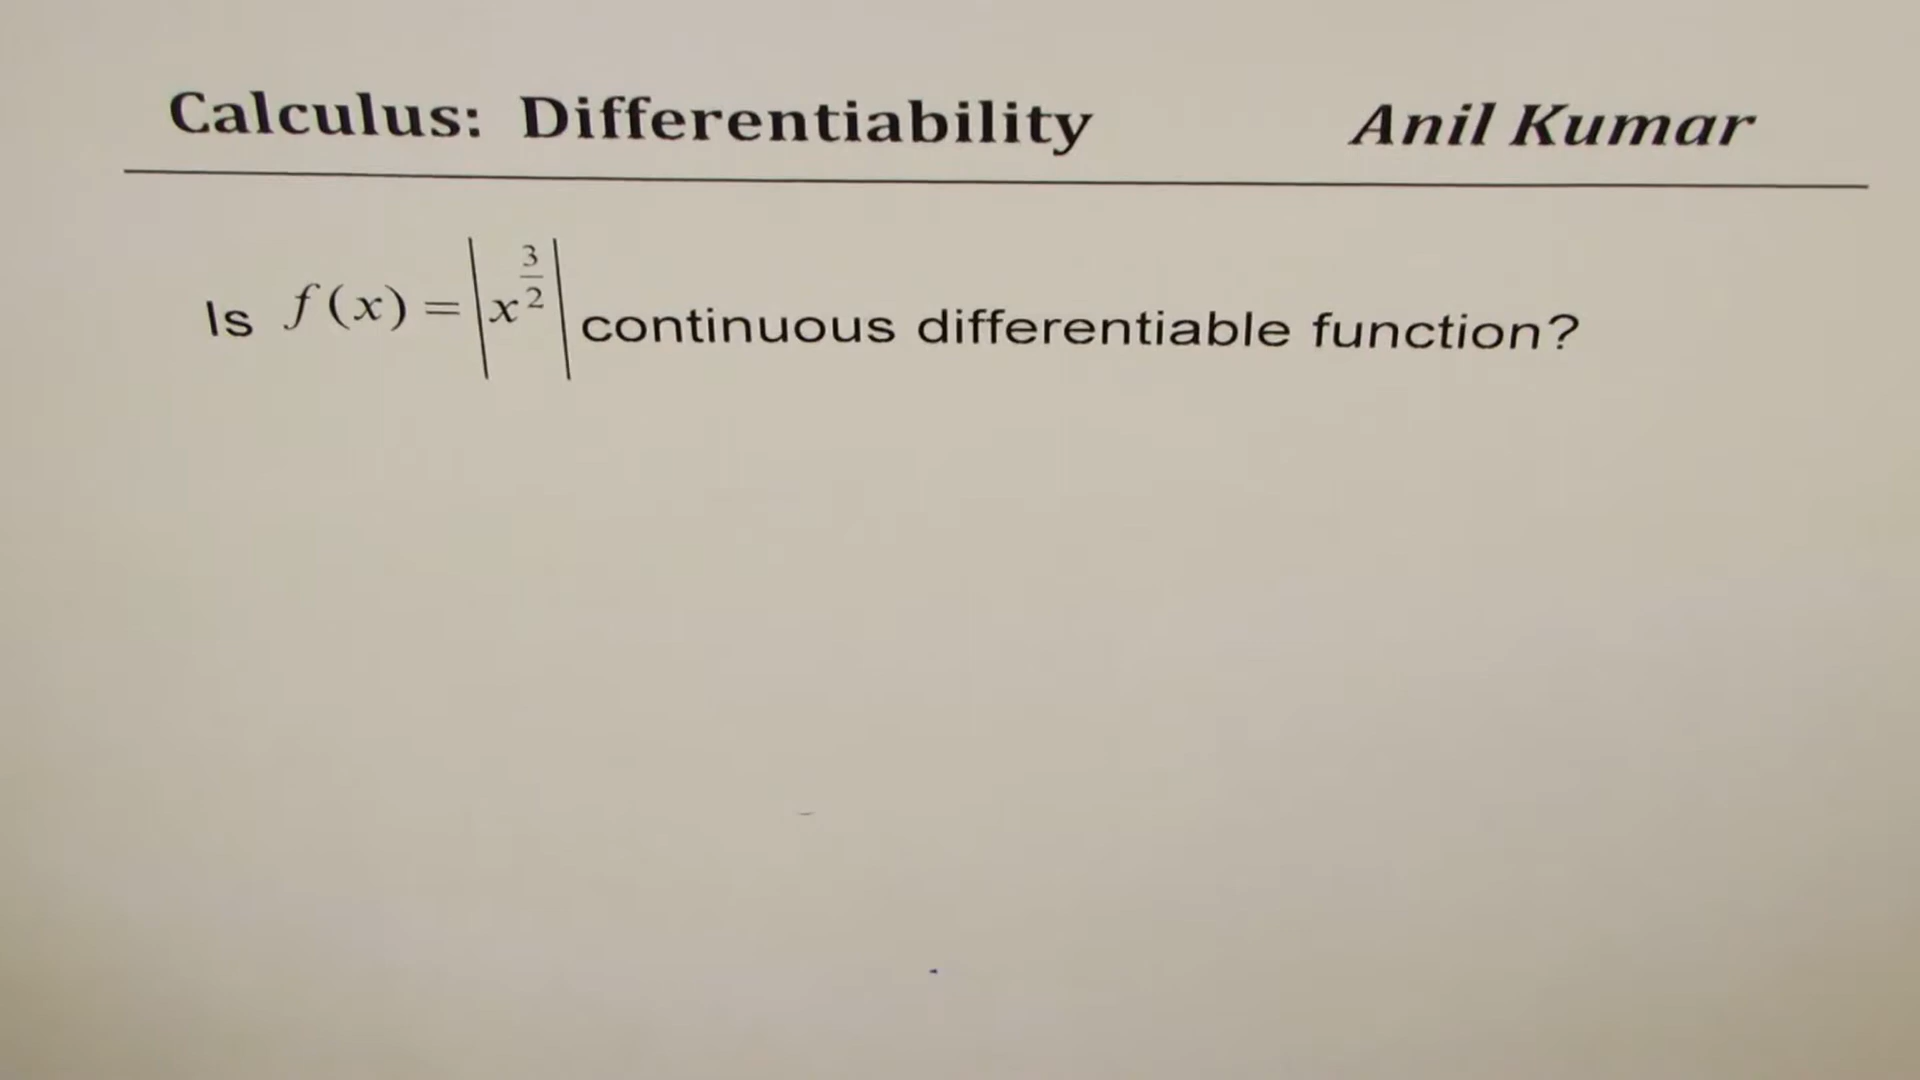 Calculus: Differentiability Anil Kumar
Is f(x) = |x^{3/2}| continuous differentiable function?